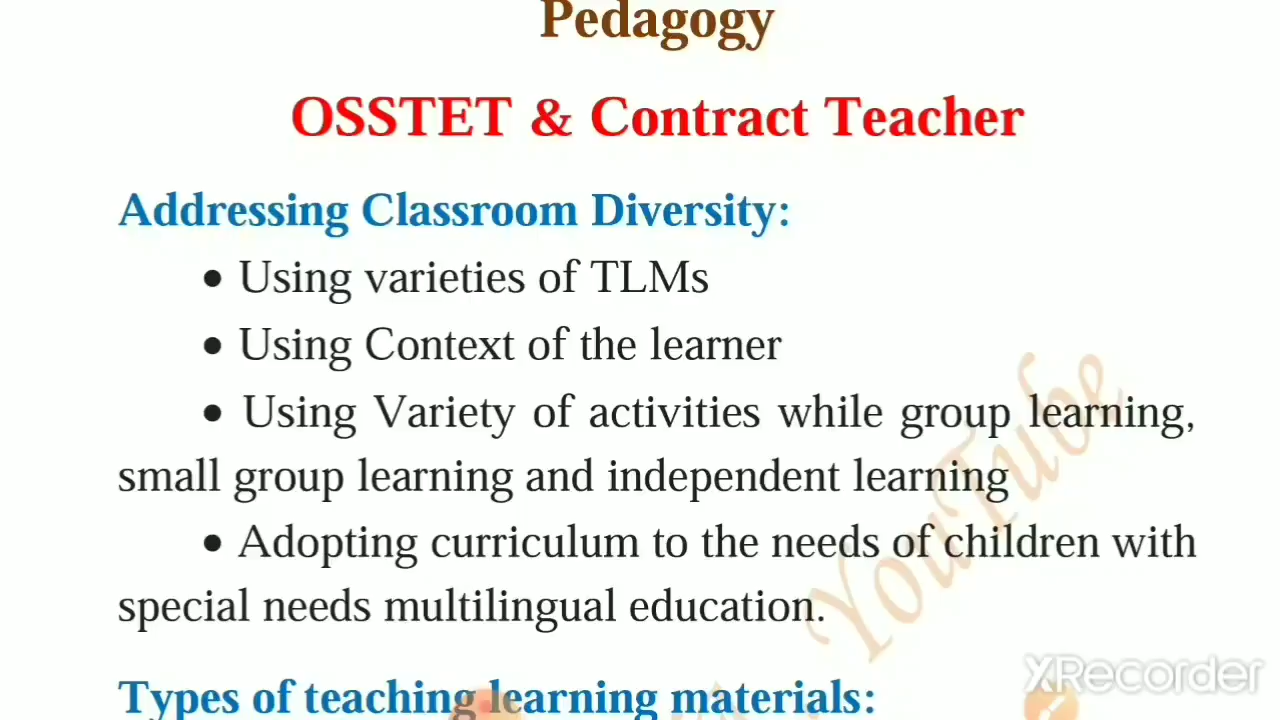 Pedagogy
OSSTET & Contract Teacher
Addressing Classroom Diversity:
• Using varieties of TLMs
• Using Context of the learner
• Using Variety of activities while group learning,
small group learning and independent learning
• Adopting curriculum to the needs of children with
special needs multilingual education.
Types of teaching learning materials:
YourTube
XRecorder